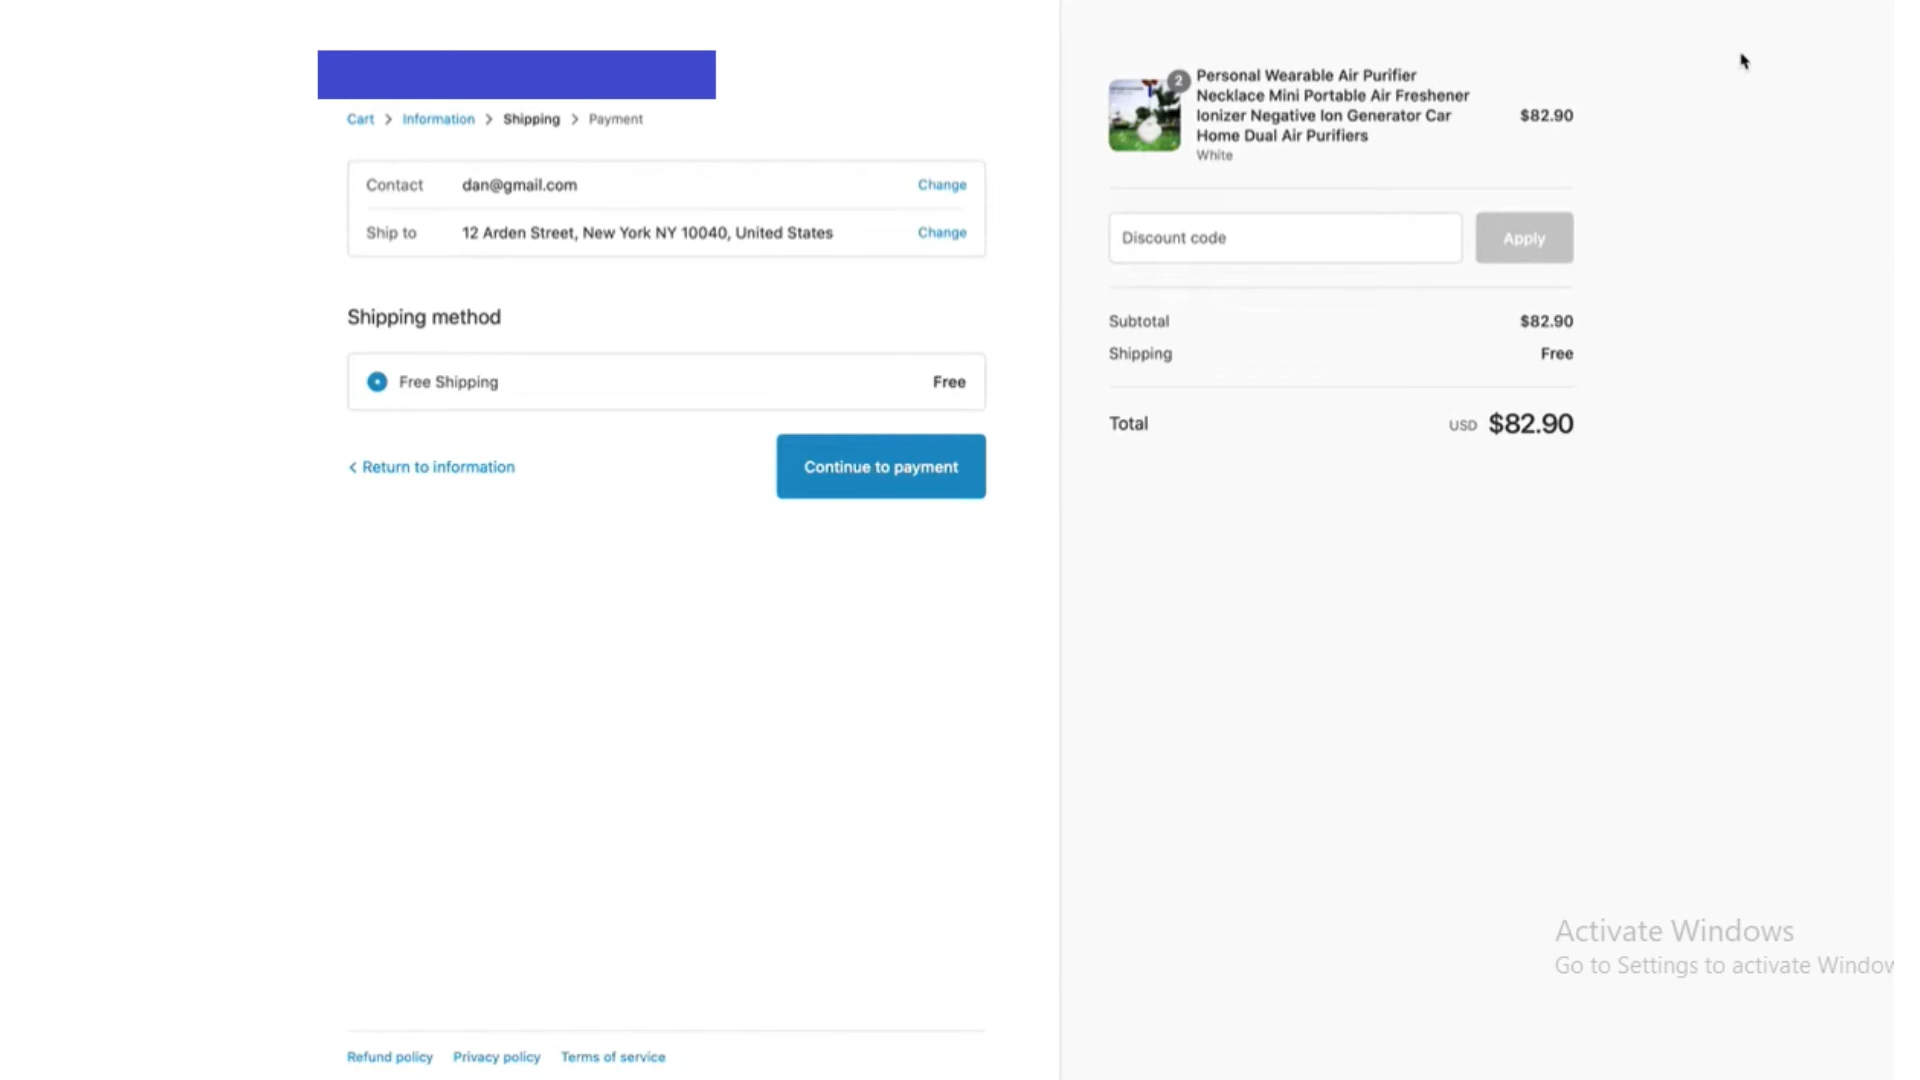 Cart > Information > Shipping > Payment
Contact dan@gmail.com Change
Ship to 12 Arden Street, New York NY 10040, United States Change
Shipping method
Free Shipping Free
< Return to information
Continue to payment
Refund policy Privacy policy Terms of service
2
Personal Wearable Air Purifier
Necklace Mini Portable Air Freshener
Ionizer Negative Ion Generator Car
Home Dual Air Purifiers
White
$82.90
Discount code
Apply
Subtotal $82.90
Shipping Free
Total USD $82.90
Activate Windows
Go to Settings to activate Window